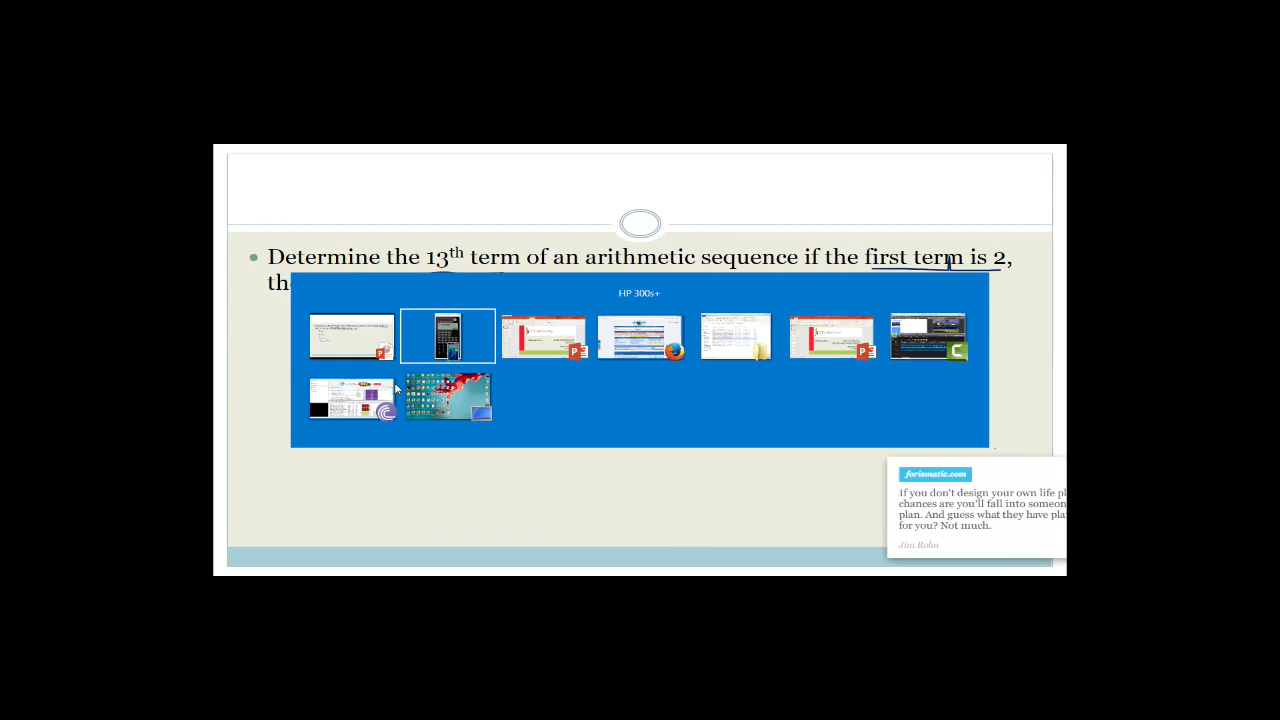 Determine the 13th term of an arithmetic sequence if the first term is 2,
th
HP 300s+
forismatic.com
If you don't design your own life pl
chances are you'll fall into someon
plan. And guess what they have pla
for you? Not much.
Jim Rohn